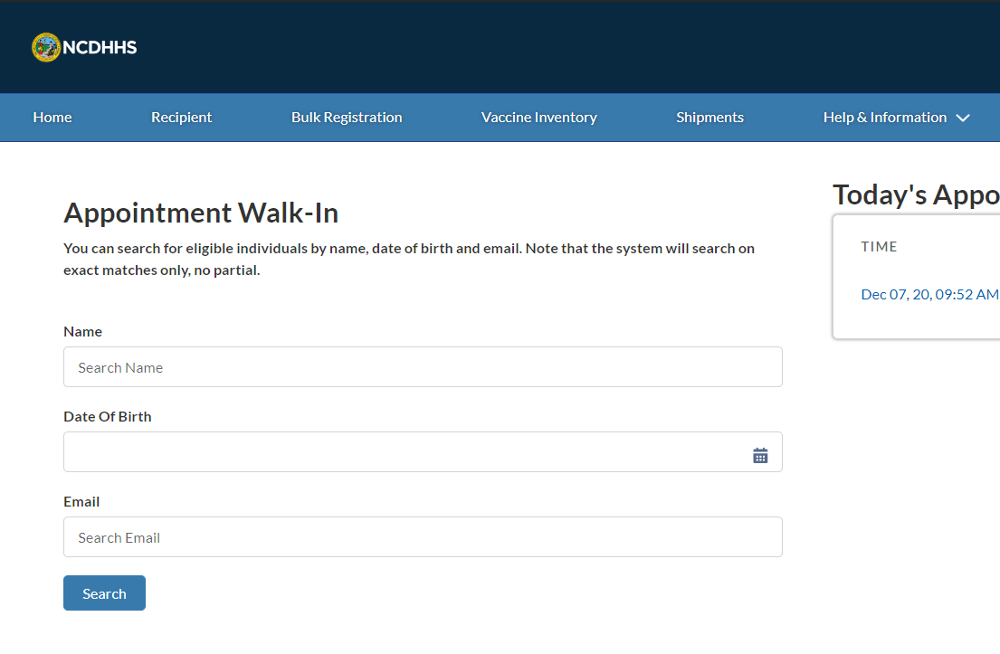 NCDHHS
Home Recipient Bulk Registration Vaccine Inventory Shipments Help & Information
Appointment Walk-In
You can search for eligible individuals by name, date of birth and email. Note that the system will search on
exact matches only, no partial.
Name
Search Name
Date Of Birth
Email
Search Email
Search
Today's Appo
TIME
Dec 07, 20, 09:52 AM